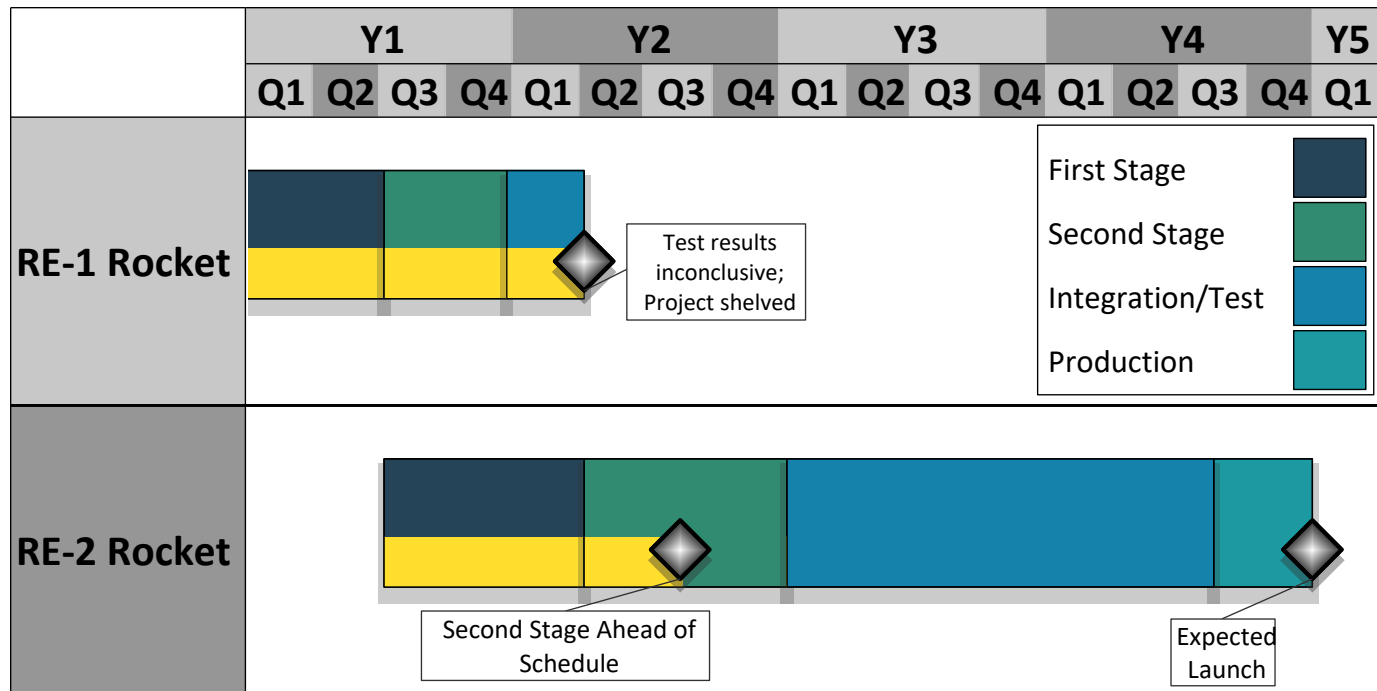 Y1 Y2 Y3 Y4 Y5
Q1 Q2 Q3 Q4 Q1 Q2 Q3 Q4 Q1 Q2 Q3 Q4 Q1 Q2 Q3 Q4 Q1
RE-1 Rocket
Test results
inconclusive;
Project shelved
First Stage
Second Stage
Integration/Test
Production
RE-2 Rocket
Second Stage Ahead of
Schedule
Expected
Launch